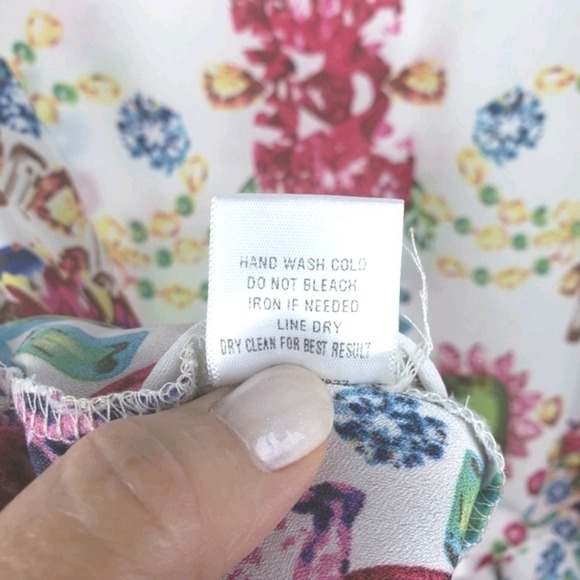 HAND WASH COLD
DO NOT BLEACH
IRON IF NEEDED
LINE DRY
DRY CLEAN FOR BEST RESULT